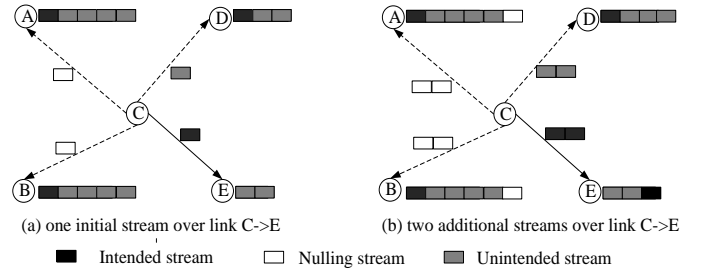 A D A D
C C
B E B E
(a) one initial stream over link C->E (b) two additional streams over link C->E
Intended stream Nulling stream Unintended stream